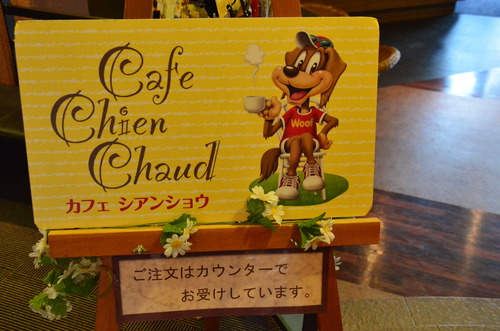 Cafe
Chien
Chaud
カフェ シアンショウ
Woof
ご注文はカウンターで
お受けしています。